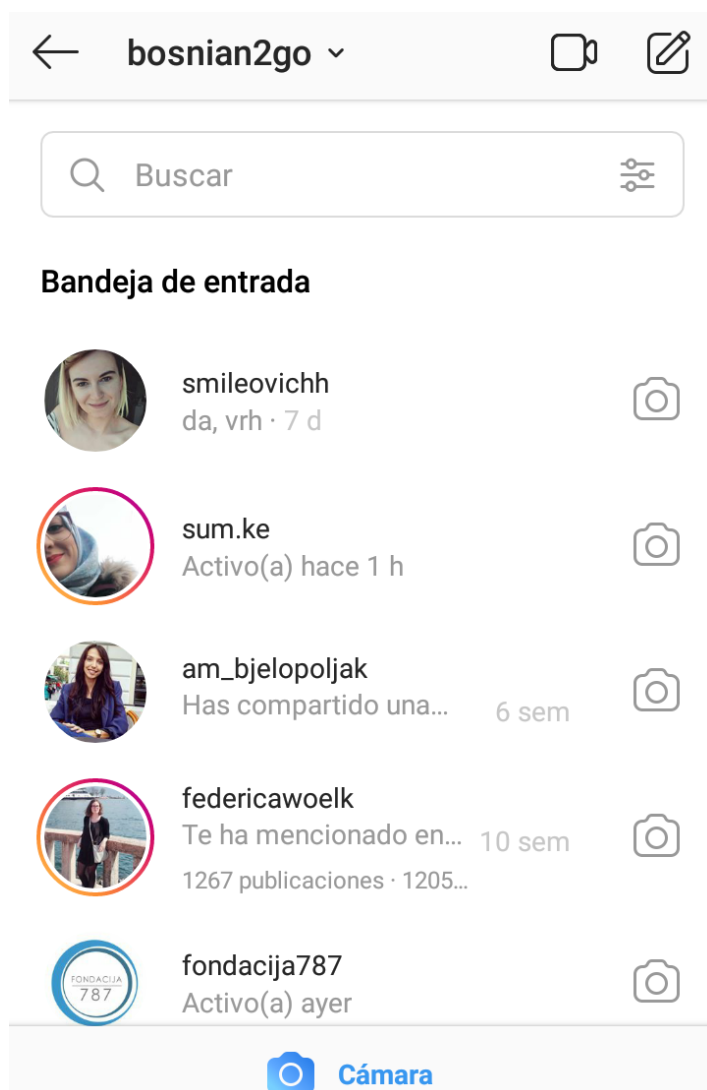 bosnian2go
Buscar
Bandeja de entrada
smileovichh
da, vrh · 7 d
sum.ke
Activo(a) hace 1 h
am_bjelopoljak
Has compartido una... 6 sem
federicawoelk
Te ha mencionado en... 10 sem
1267 publicaciones · 1205...
FONDACIJA
787
fondacija787
Activo(a) ayer
Cámara